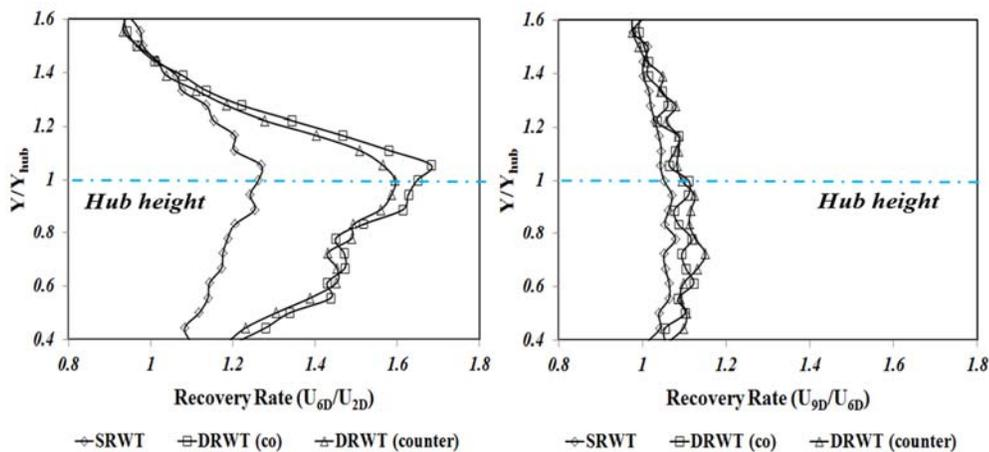 1.6
1.4
1.2
1
0.8
0.6
0.4
Y/Y_hub
Hub height
0.8 1 1.2 1.4 1.6 1.8
Recovery Rate (U_6D/U_2D)
SRWT DRWT (co) DRWT (counter)
1.6
1.4
1.2
1
0.8
0.6
0.4
Y/Y_hub
Hub height
0.8 1 1.2 1.4 1.6 1.8
Recovery Rate (U_9D/U_6D)
SRWT DRWT (co) DRWT (counter)